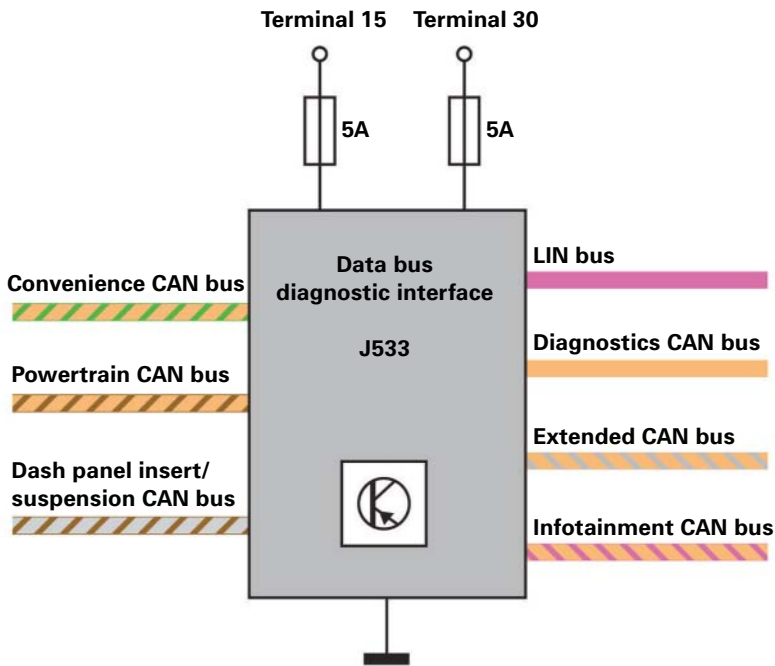 Terminal 15
Terminal 30
5A
5A
Data bus
diagnostic interface
J533
Convenience CAN bus
Powertrain CAN bus
Dash panel insert/
suspension CAN bus
LIN bus
Diagnostics CAN bus
Extended CAN bus
Infotainment CAN bus